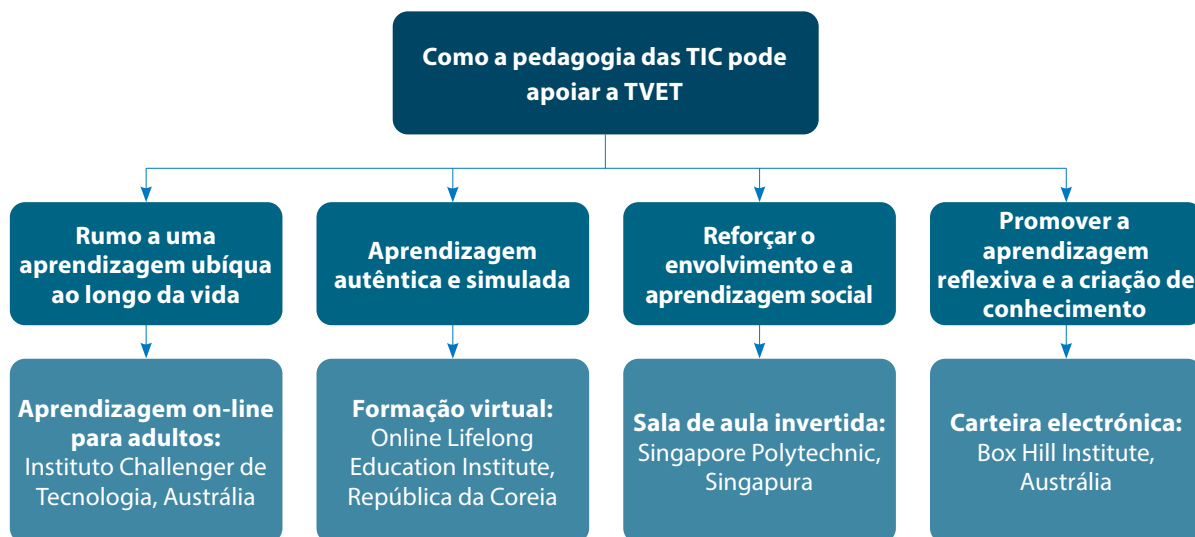 Como a pedagogia das TIC pode
apoiar a TVET
Rumo a uma
aprendizagem ubíqua
ao longo da vida
Aprendizagem
autêntica e simulada
Reforçar o
envolvimento e a
aprendizagem social
Promover a
aprendizagem
reflexiva e a criação de
conhecimento
Aprendizagem on-line
para adultos:
Instituto Challenger de
Tecnologia, Austrália
Formação virtual:
Online Lifelong
Education Institute,
República da Coreia
Sala de aula invertida:
Singapore Polytechnic,
Singapura
Carteira electrónica:
Box Hill Institute,
Austrália